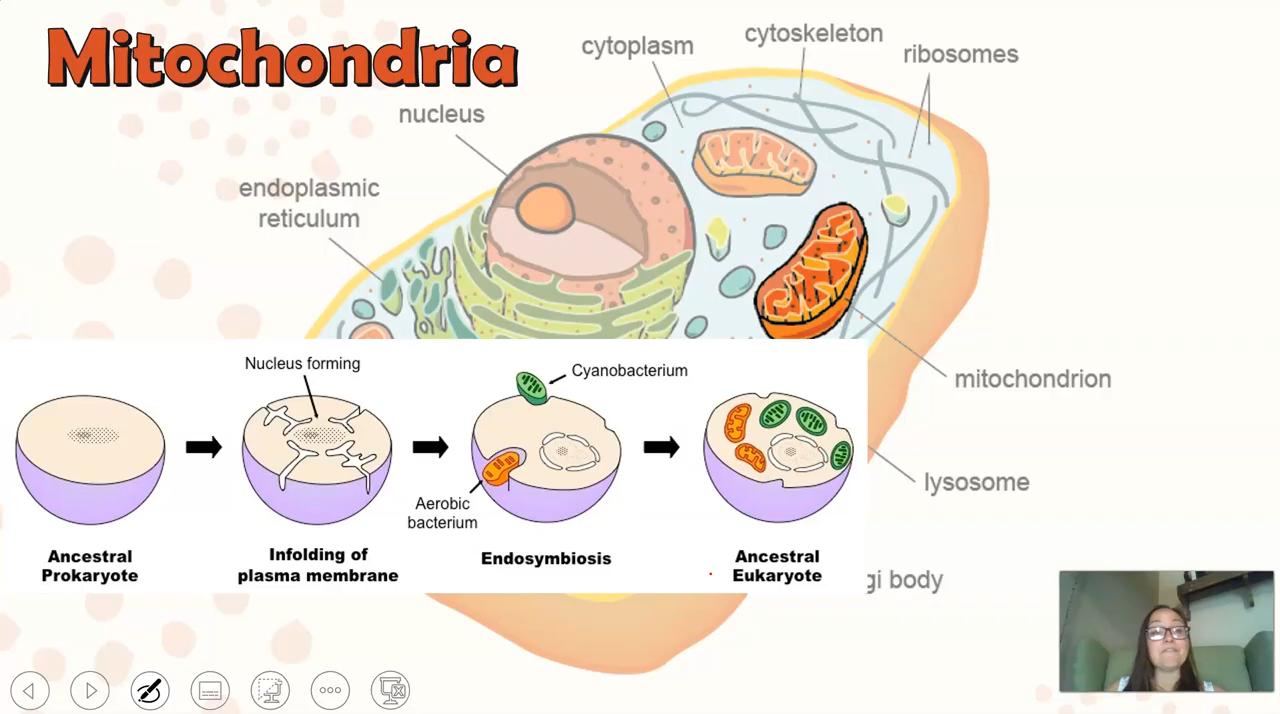 Mitochondria
cytoplasm
cytoskeleton
ribosomes
nucleus
endoplasmic
reticulum
mitochondrion
lysosome
gi body
Nucleus forming
Cyanobacterium
Aerobic
bacterium
Ancestral
Prokaryote
Infolding of
plasma membrane
Endosymbiosis
Ancestral
Eukaryote